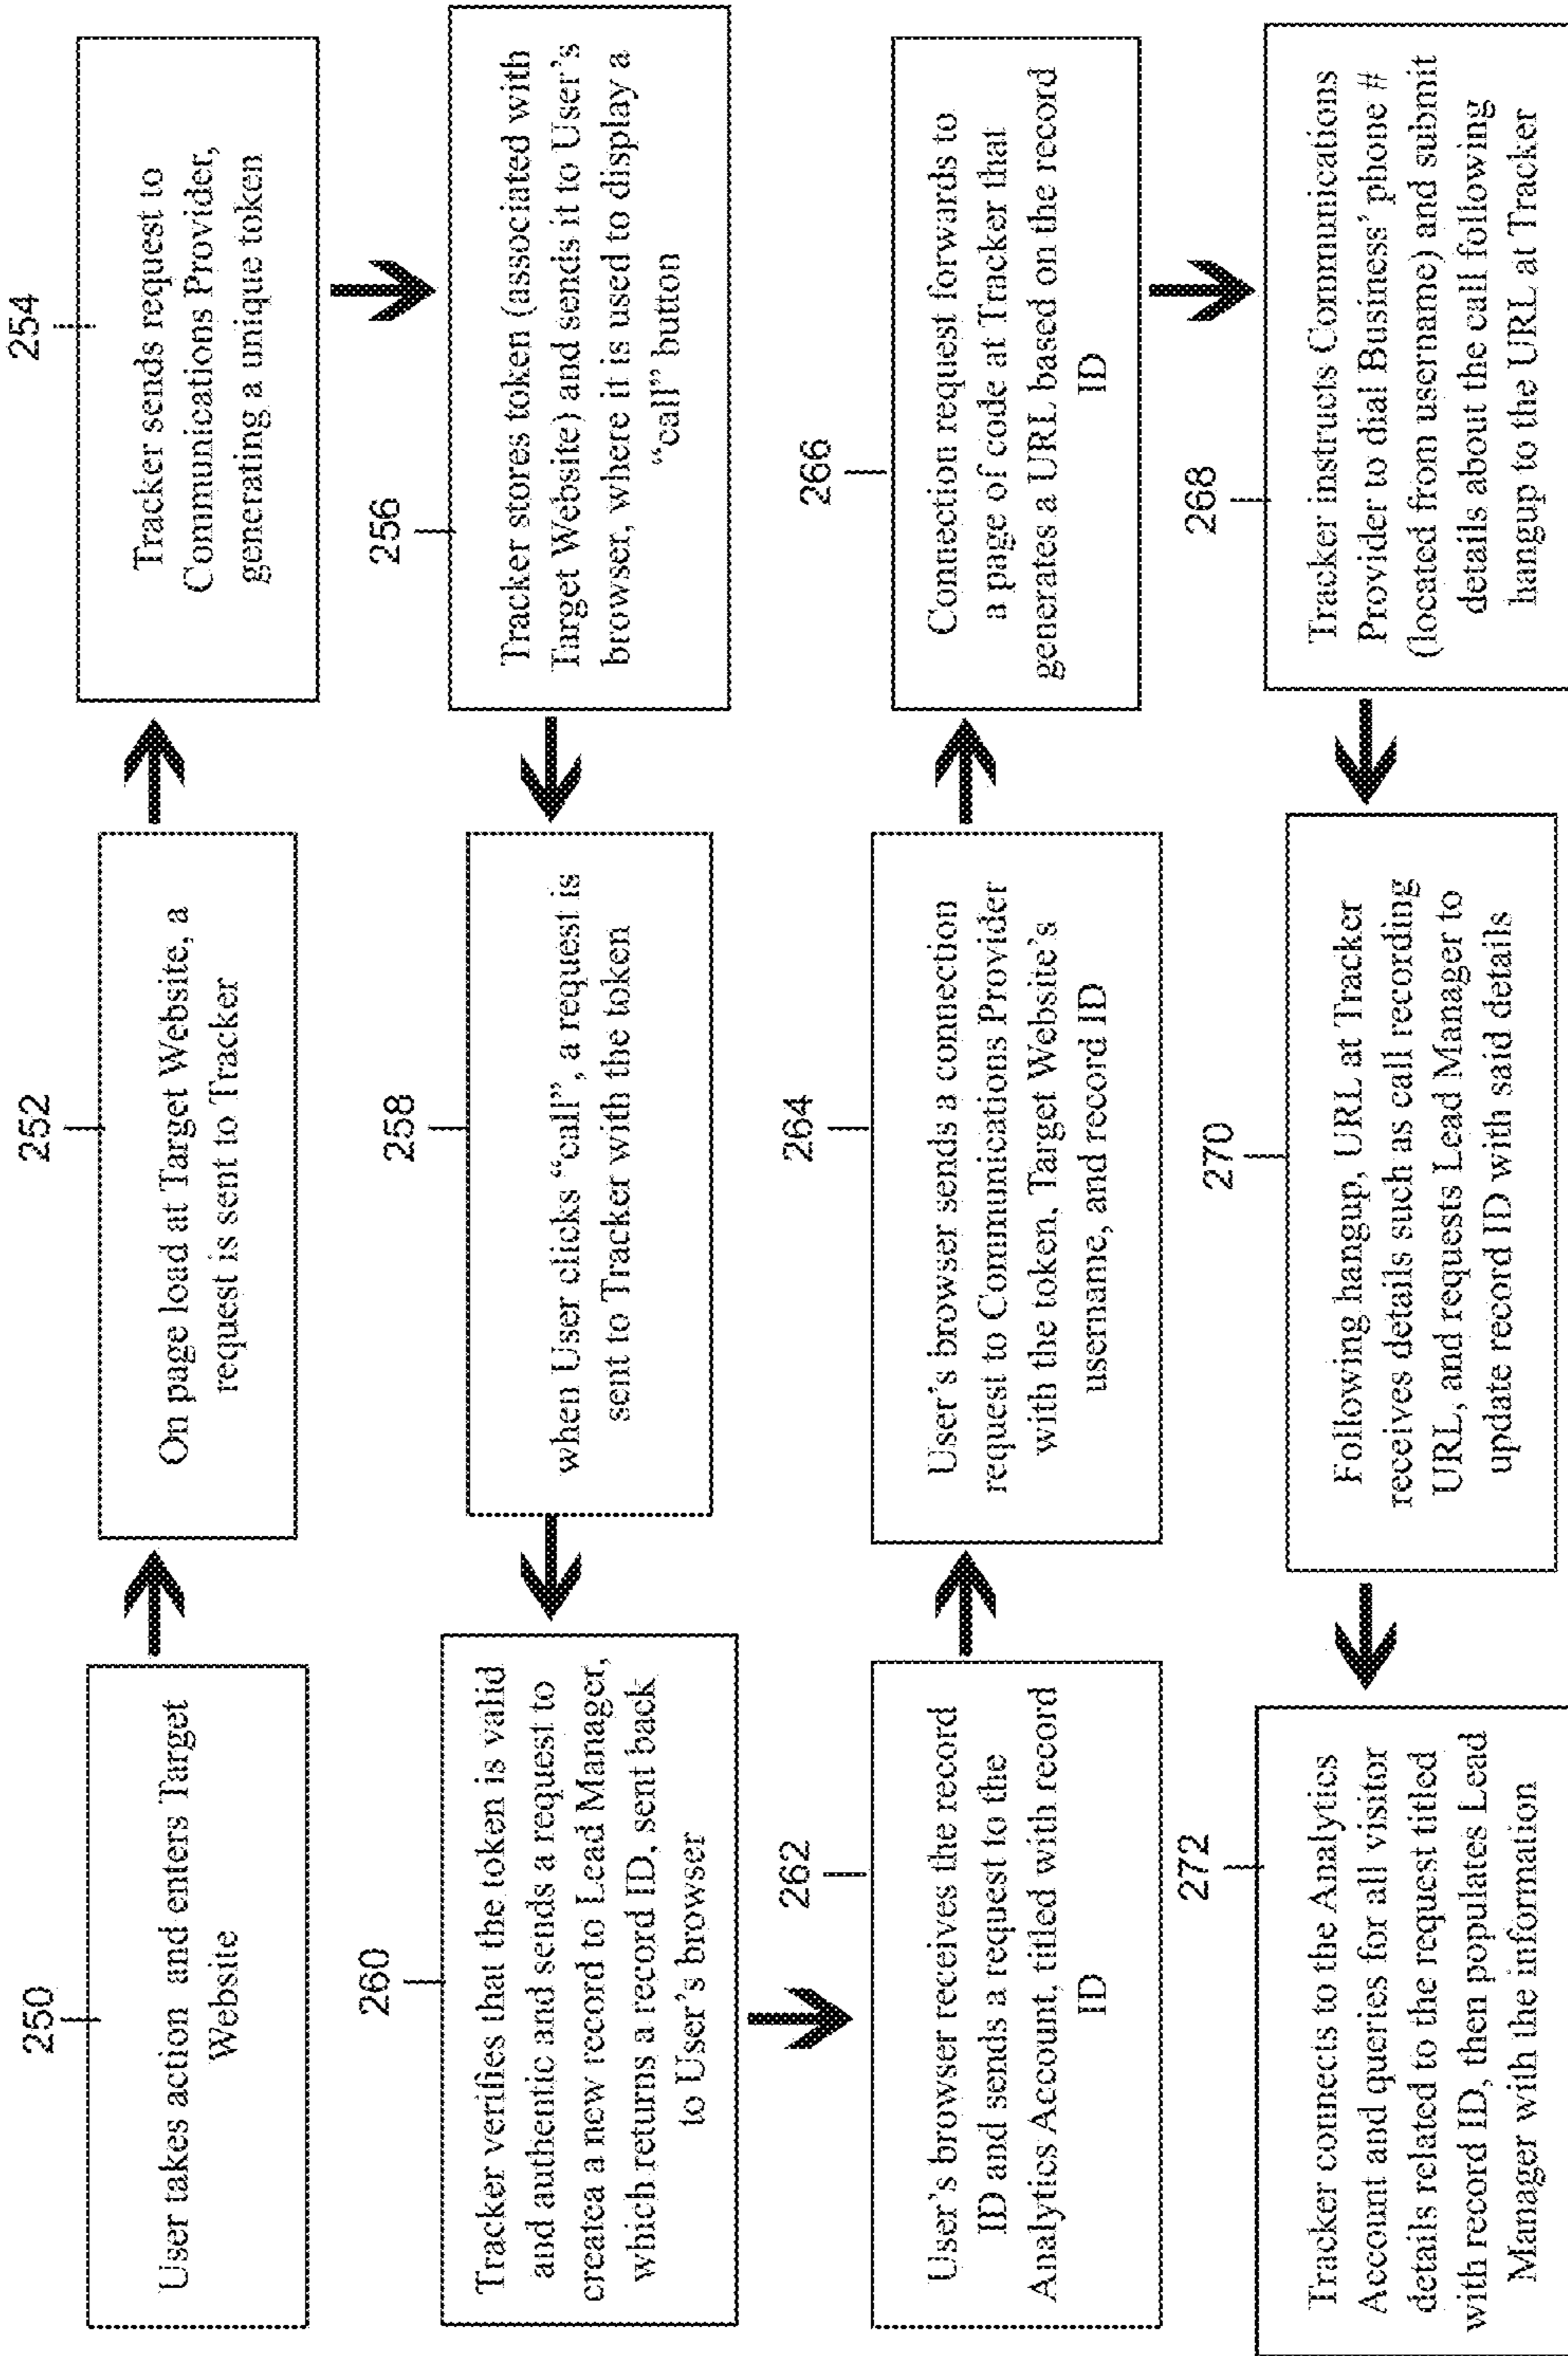 250
User takes action and enters Target
Website
252
On page load at Target Website, a
request is sent to Tracker
254
Tracker sends request to
Communications Provider,
generating a unique token
256
Tracker stores token (associated with
Target Website) and sends it to User's
browser, where it is used to display a
“call” button
258
when User clicks “call”, a request is
sent to Tracker with the token
260
Tracker verifies that the token is valid
and authentic and sends a request to
createa a new record to Lead Manager,
which returns a record ID, sent back
to User's browser
262
User's browser receives the record
ID and sends a request to the
Analytics Account, titled with record
ID
264
User's browser sends a connection
request to Communications Provider
with the token, Target Website's
username, and record ID
266
Connection request forwards to
a page of code at Tracker that
generates a URL based on the record
ID
268
Tracker instructs Communications
Provider to dial Business' phone #
(located from username) and submit
details about the call following
hangup to the URL at Tracker
270
Following hangup, URL at Tracker
receives details such as call recording
URL, and requests Lead Manager to
update record ID with said details
272
Tracker connects to the Analytics
Account and queries for all visitor
details related to the request titled
with record ID, then populates Lead
Manager with the information